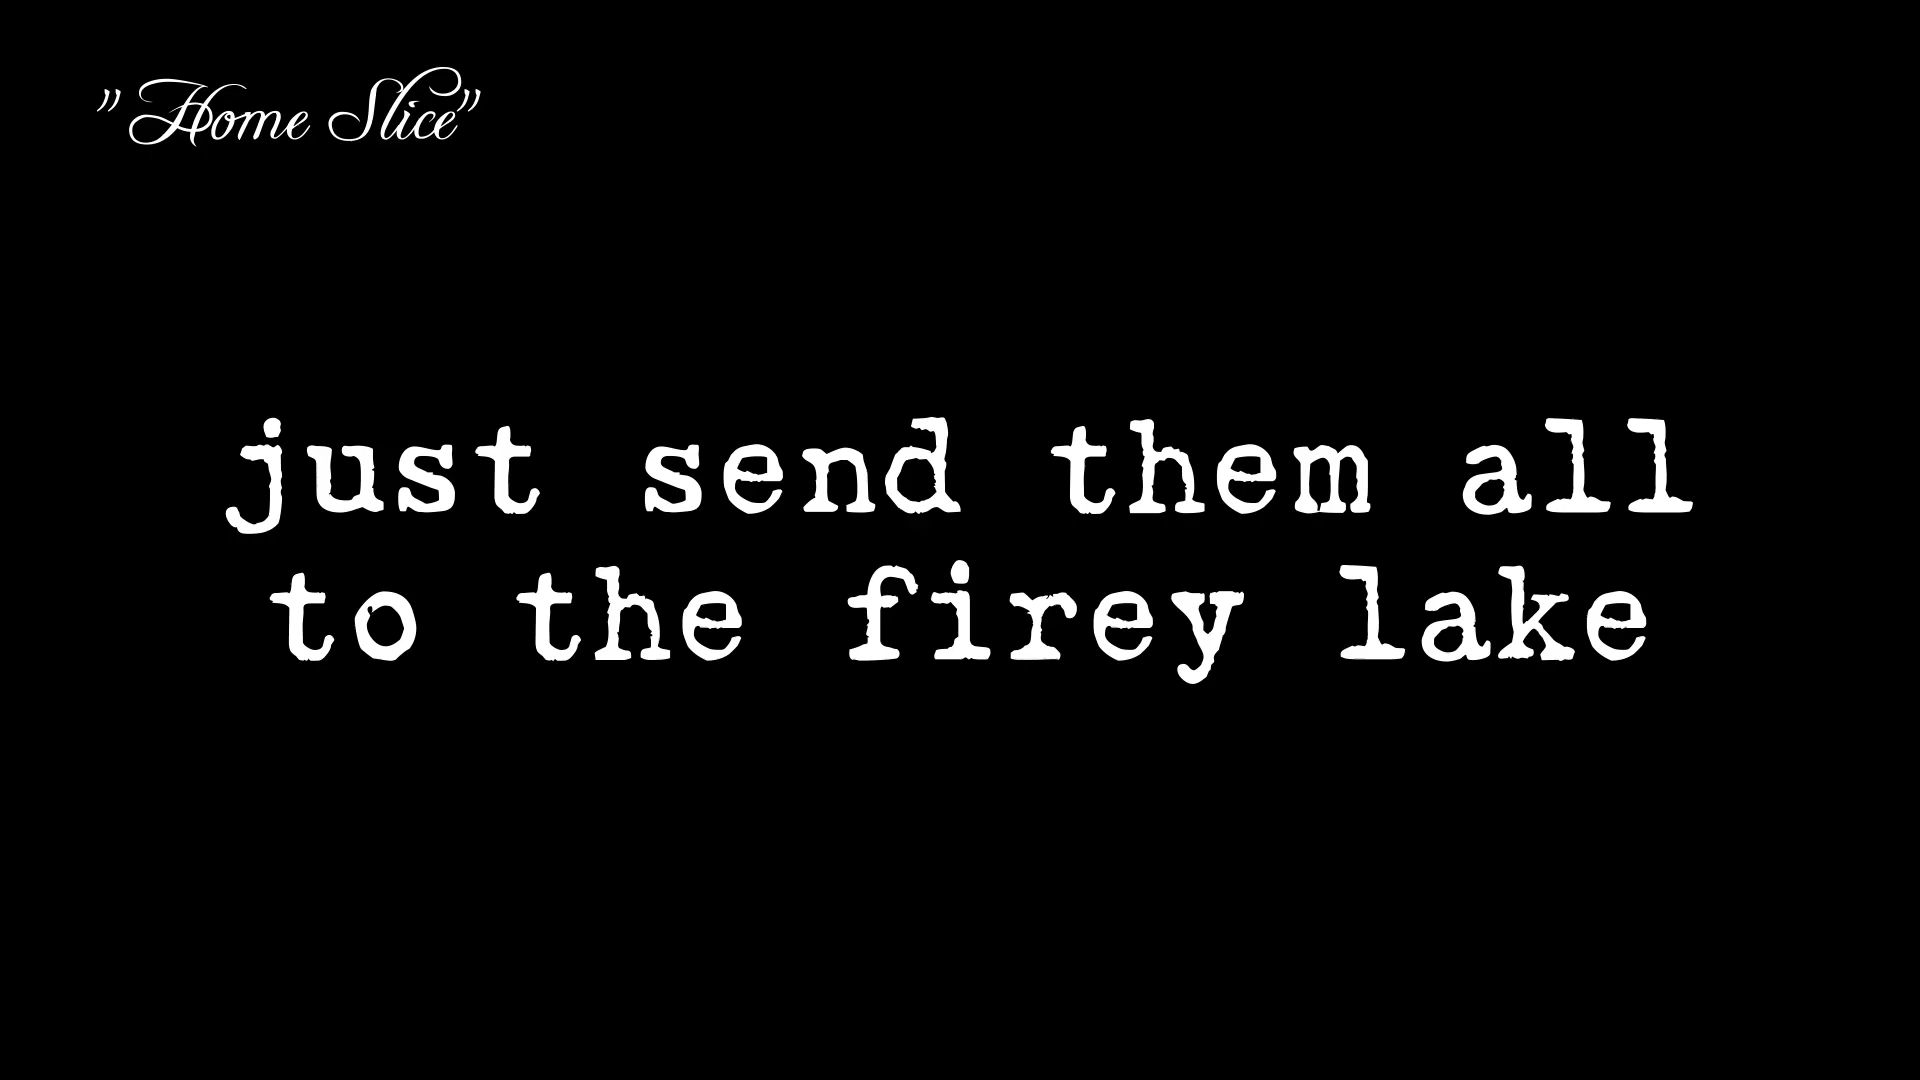 ”Home Slice”
just send them all
to the firey lake